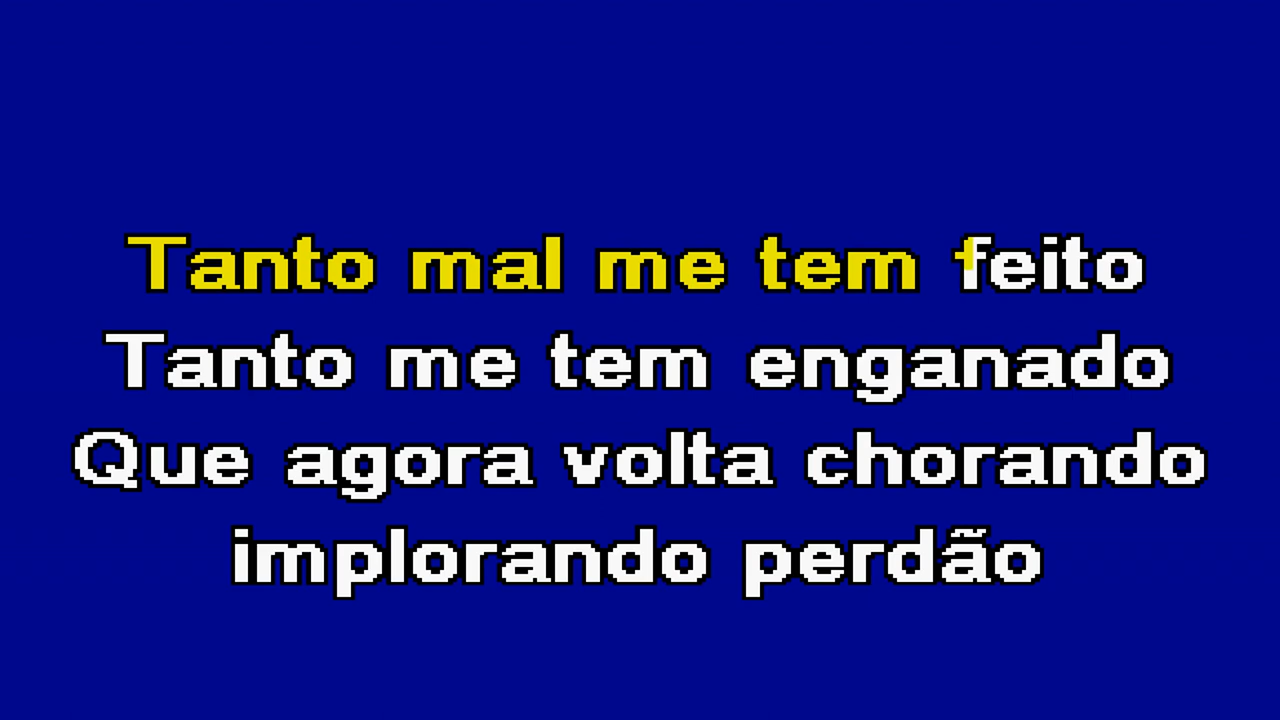 Tanto mal me tem feito
Tanto me tem enganado
Que agora volta chorando
implorando perdão